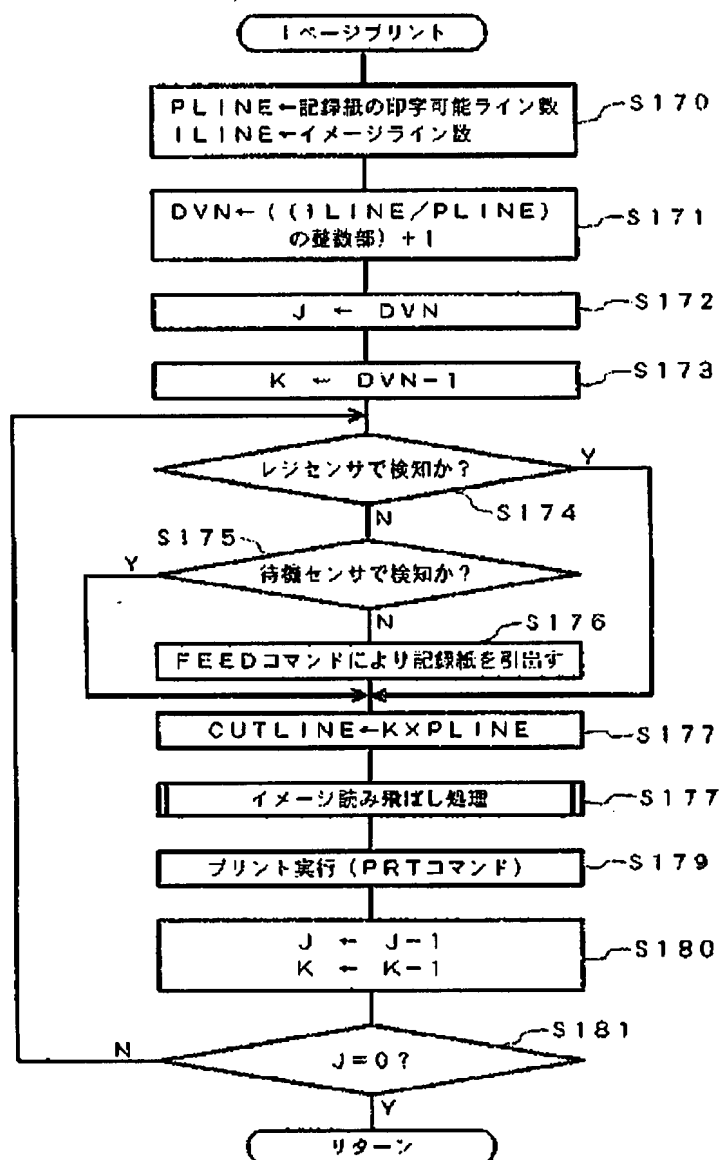 1ページプリント
PLINE←記録紙の印字可能ライン数
ILINE←イメージライン数
S170
DVN←((ILINE/PLINE)
の整数部)+1
S171
J ← DVN
S172
K ← DVN-1
S173
レジセンサで検知か?
Y
S174
N
S175
Y
待機センサで検知か?
N
S176
FEEDコマンドにより記録紙を引出す
CUTLINE←K×PLINE
S177
イメージ読み飛ばし処理
S177
プリント実行(PRTコマンド)
S179
J ← J-1
K ← K-1
S180
S181
N
J=0?
Y
リターン